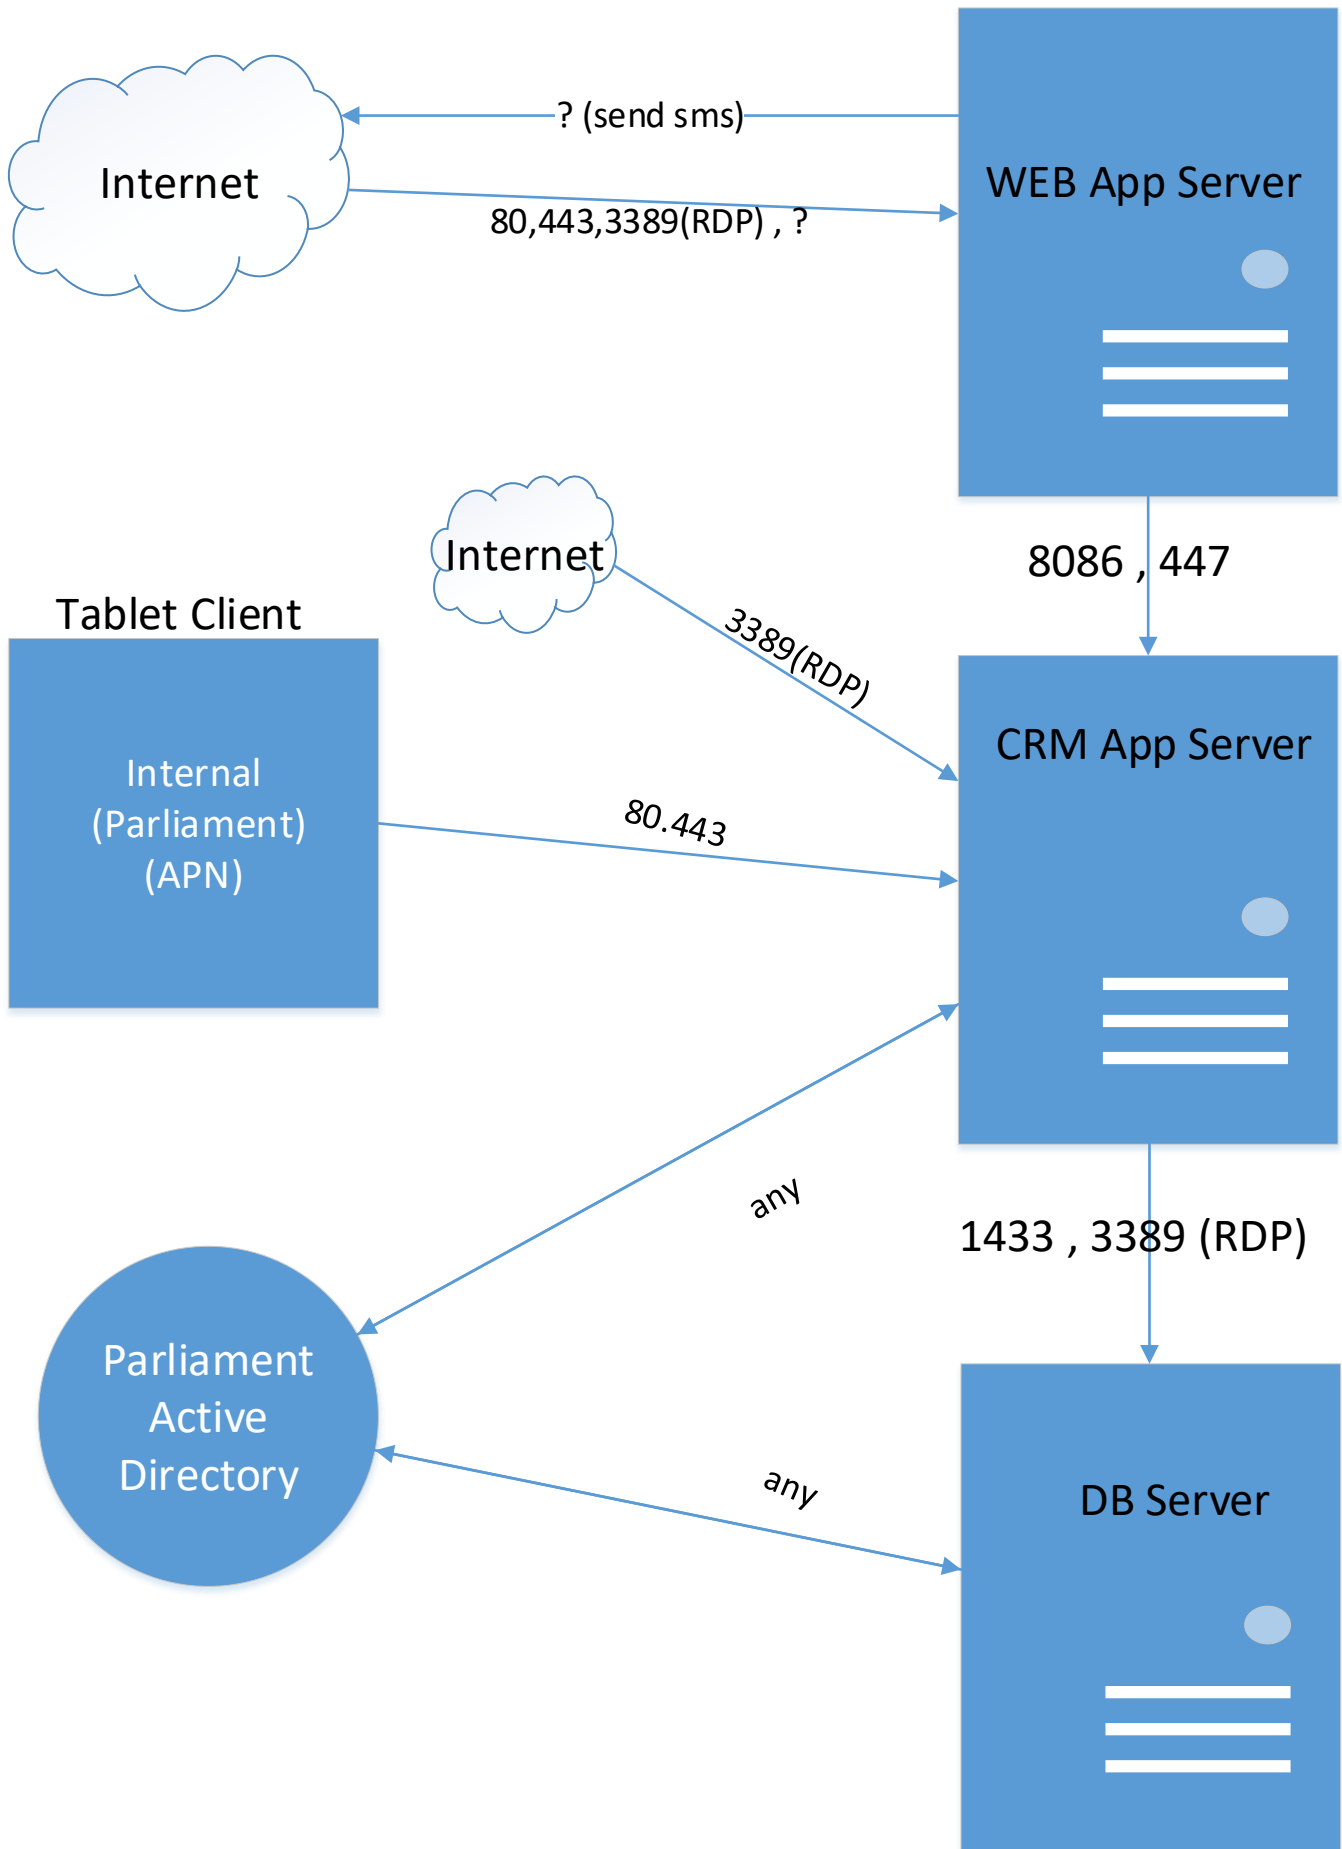 ? (send sms)
Internet
WEB App Server
80,443,3389(RDP) , ?
Internet
8086 , 447
Tablet Client
3389(RDP)
CRM App Server
Internal
(Parliament)
(APN)
80.443
any
1433 , 3389 (RDP)
Parliament
Active
Directory
any
DB Server